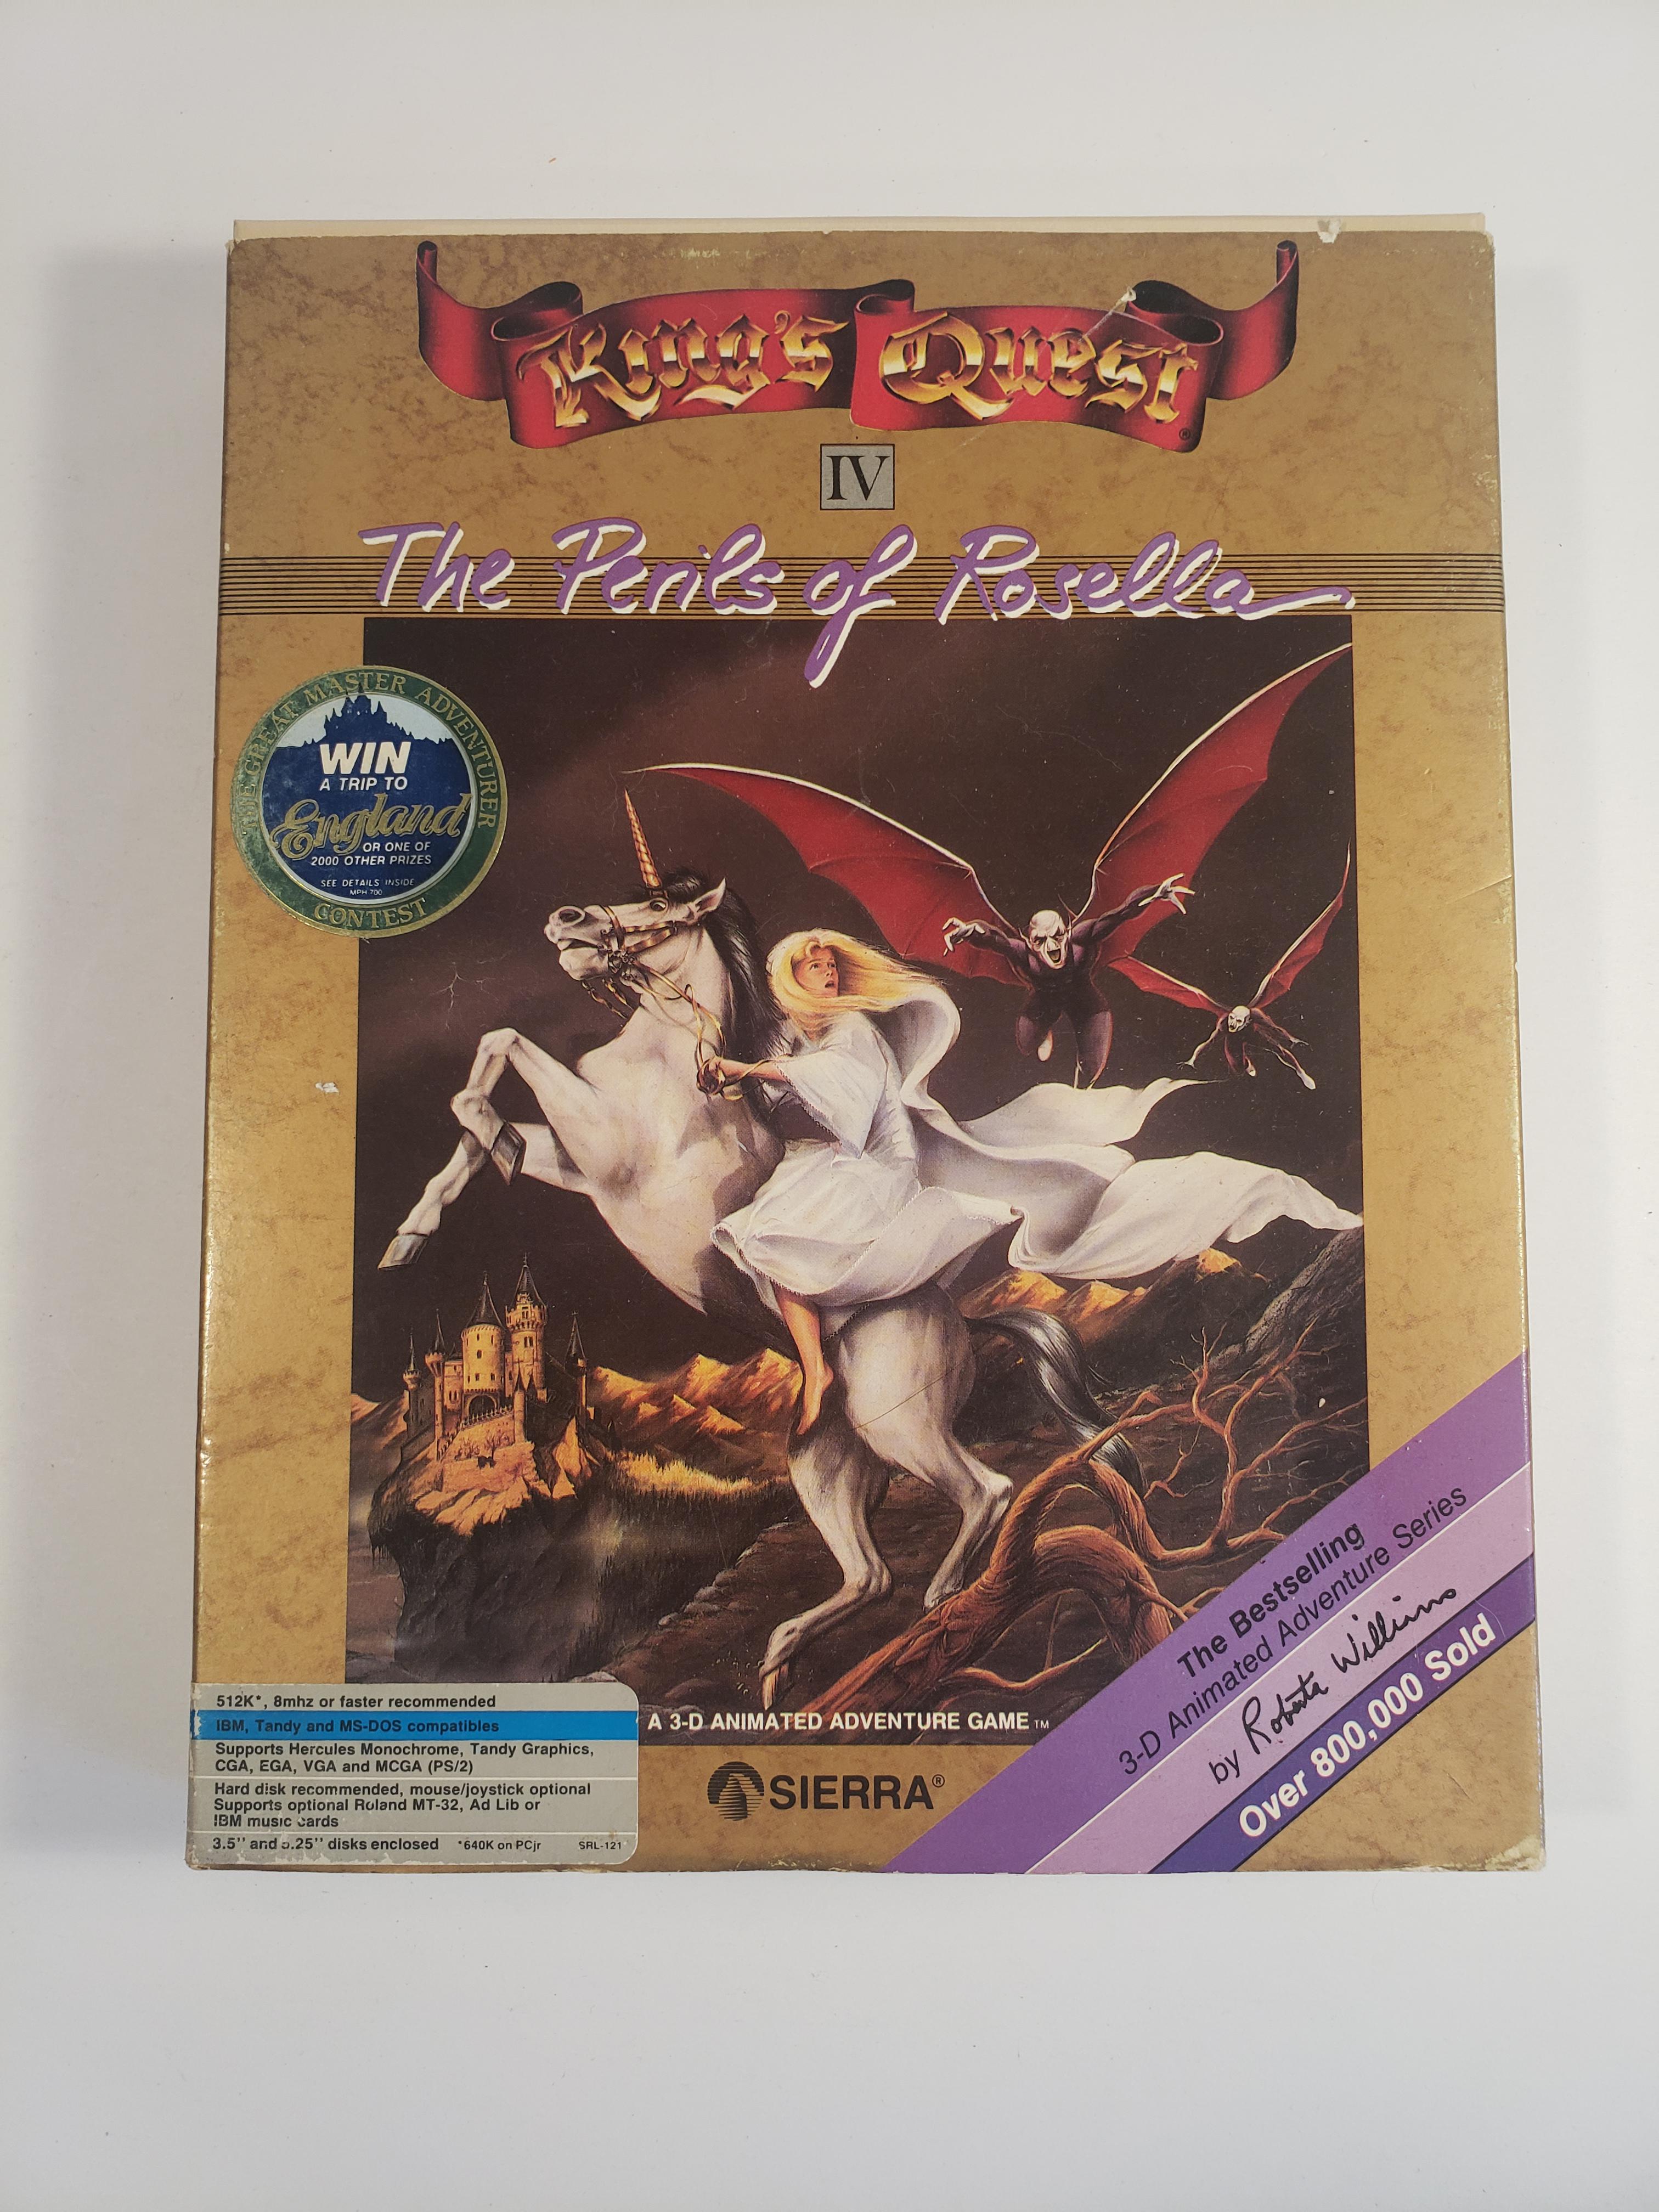 King's Quest®
IV
The Perils of Rosella
THE GREAT MASTER ADVENTURER
WIN
A TRIP TO
England
OR ONE OF
2000 OTHER PRIZES
SEE DETAILS INSIDE
MPH 700
CONTEST
The Bestselling
3-D Animated Adventure Series
by Roberta Williams
Over 800,000 Sold
512K*, 8mhz or faster recommended
IBM, Tandy and MS-DOS compatibles
Supports Hercules Monochrome, Tandy Graphics,
CGA, EGA, VGA and MCGA (PS/2)
Hard disk recommended, mouse/joystick optional
Supports optional Roland MT-32, Ad Lib or
IBM music cards
3.5'' and 5.25'' disks enclosed *640K on PCjr SRL-121
A 3-D ANIMATED ADVENTURE GAME™
SIERRA®